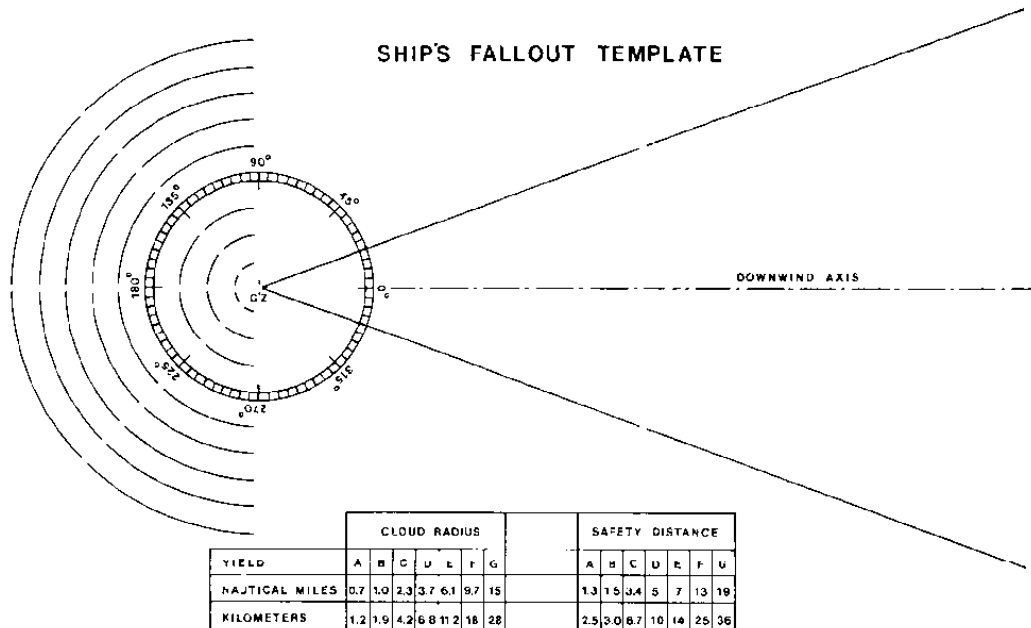 SHIP'S FALLOUT TEMPLATE
90°
135°
45°
180°
G.Z.
0°
DOWNWIND AXIS
225°
315°
270°
CLOUD RADIUS SAFETY DISTANCE
YIELD A B C D E F G A B C D E F G
NAUTICAL MILES 0.7 1.0 2.3 3.7 6.1 9.7 15 1.3 1.5 3.4 5 7 13 19
KILOMETERS 1.2 1.9 4.2 6.8 11.2 18 28 2.5 3.0 6.7 10 14 25 36